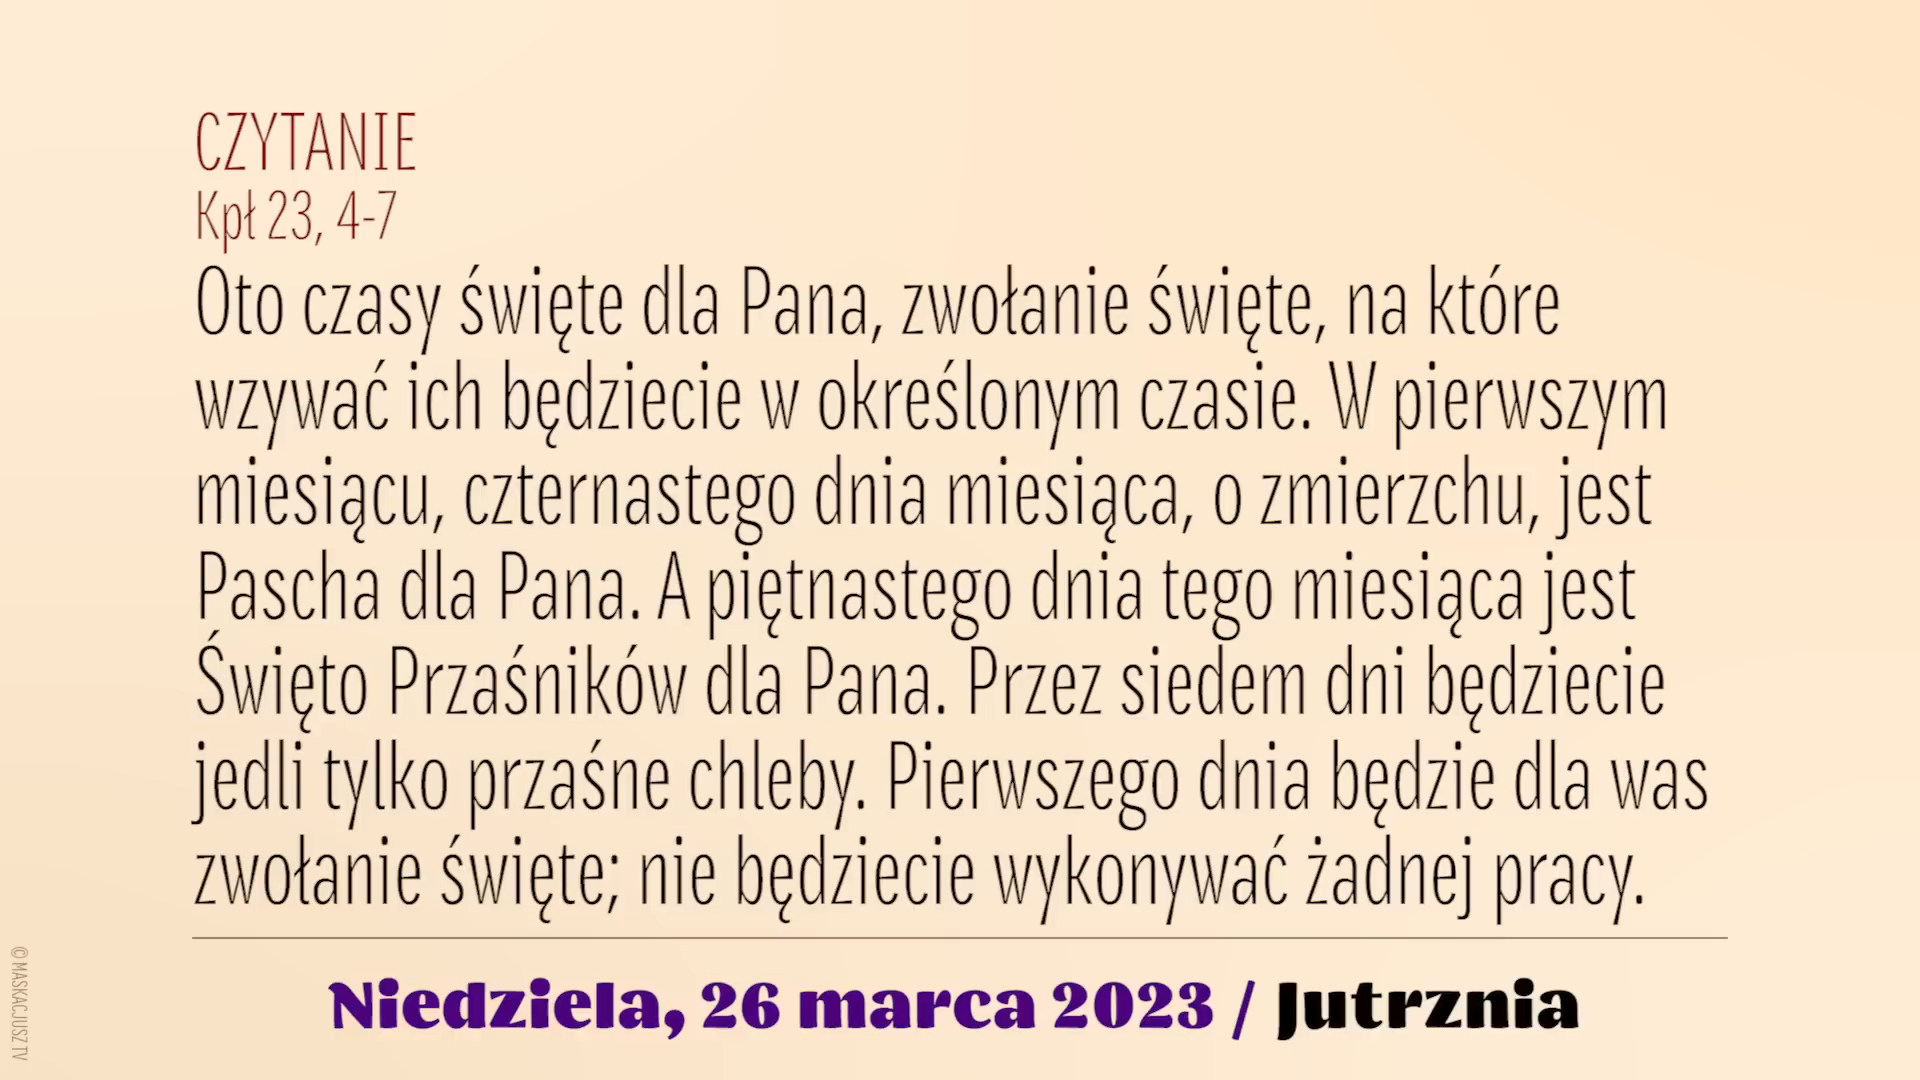 CZYTANIE
Kpł 23, 4-7
Oto czasy święte dla Pana, zwołanie święte, na które
wzywać ich będziecie w określonym czasie. W pierwszym
miesiącu, czternastego dnia miesiąca, o zmierzchu, jest
Pascha dla Pana. A piętnastego dnia tego miesiąca jest
Święto Przaśników dla Pana. Przez siedem dni będziecie
jedli tylko przaśne chleby. Pierwszego dnia będzie dla was
zwołanie święte; nie będziecie wykonywać żadnej pracy.
Niedziela, 26 marca 2023 / Jutrznia
© MASKACJUSZ TV